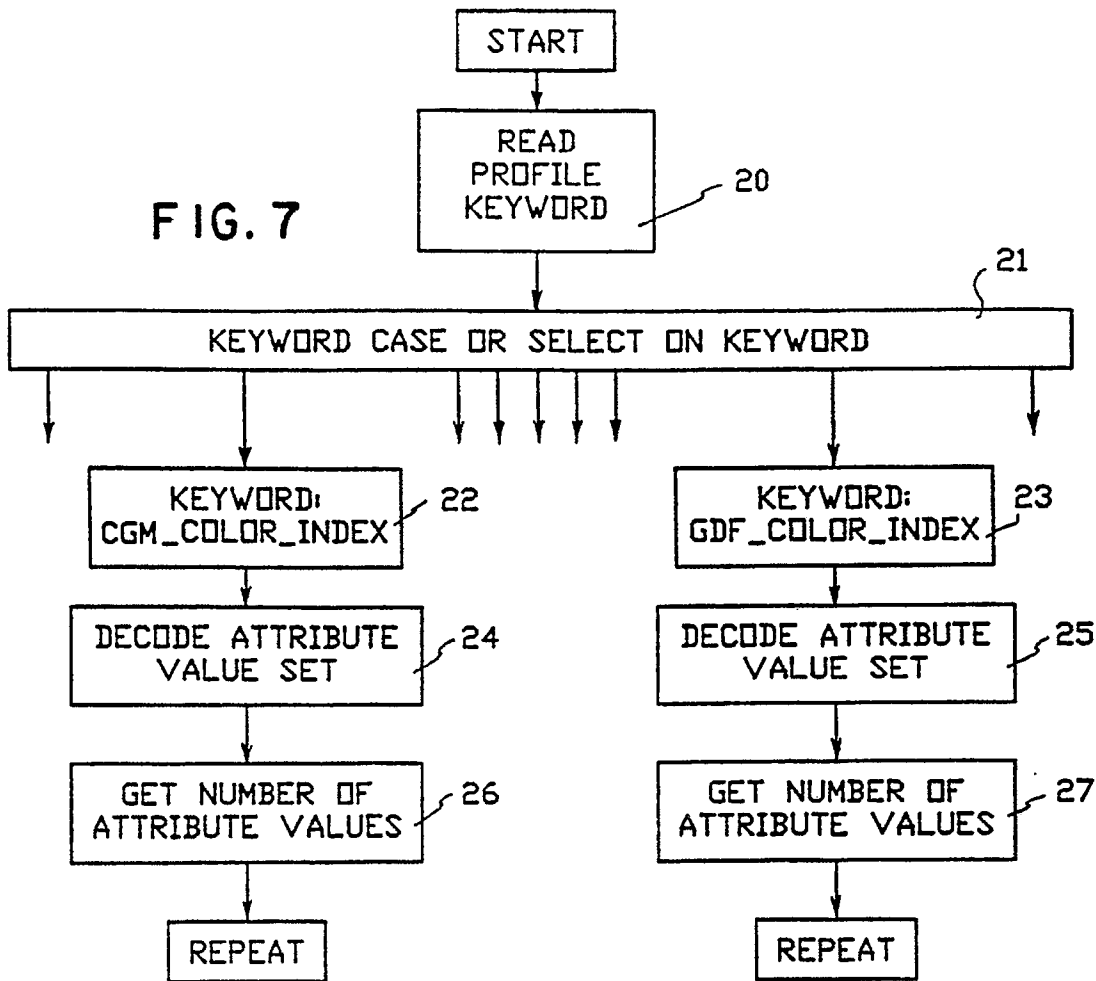 START
READ
PROFILE
KEYWORD
20
FIG. 7
21
KEYWORD CASE OR SELECT ON KEYWORD
KEYWORD:
CGM_COLOR_INDEX
22
KEYWORD:
GDF_COLOR_INDEX
23
DECODE ATTRIBUTE
VALUE SET
24
DECODE ATTRIBUTE
VALUE SET
25
GET NUMBER OF
ATTRIBUTE VALUES
26
GET NUMBER OF
ATTRIBUTE VALUES
27
REPEAT
REPEAT